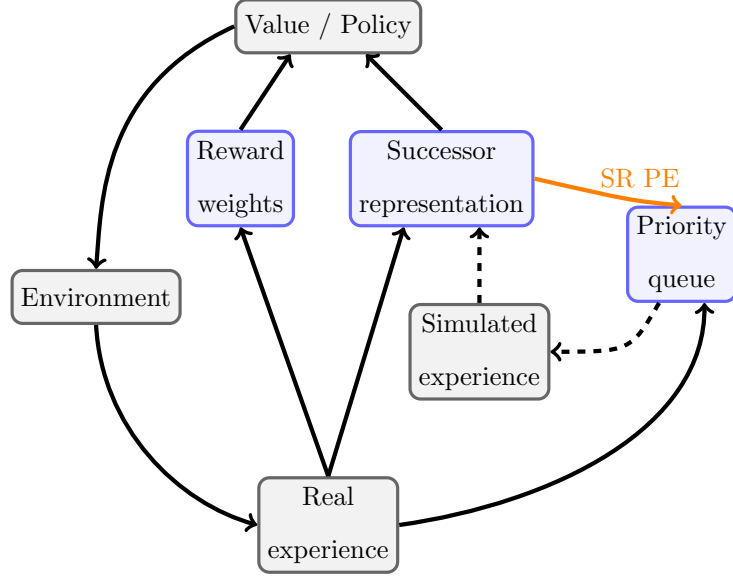 Value / Policy
Reward
weights
Successor
representation
SR PE
Priority
queue
Environment
Simulated
experience
Real
experience